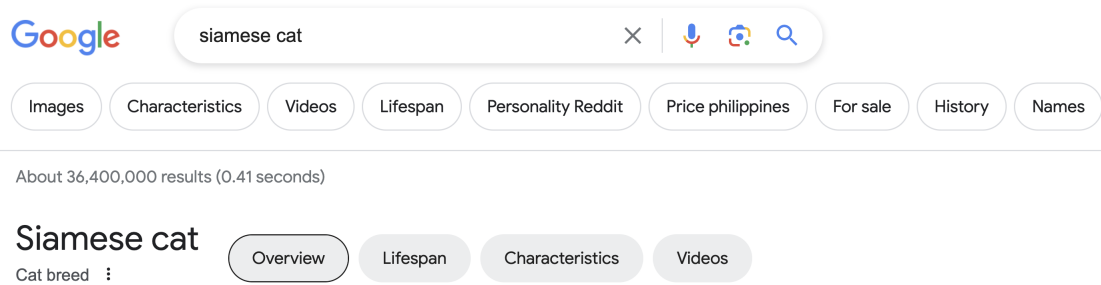 Google siamese cat
Images Characteristics Videos Lifespan Personality Reddit Price philippines For sale History Names
About 36,400,000 results (0.41 seconds)
Siamese cat Overview Lifespan Characteristics Videos
Cat breed